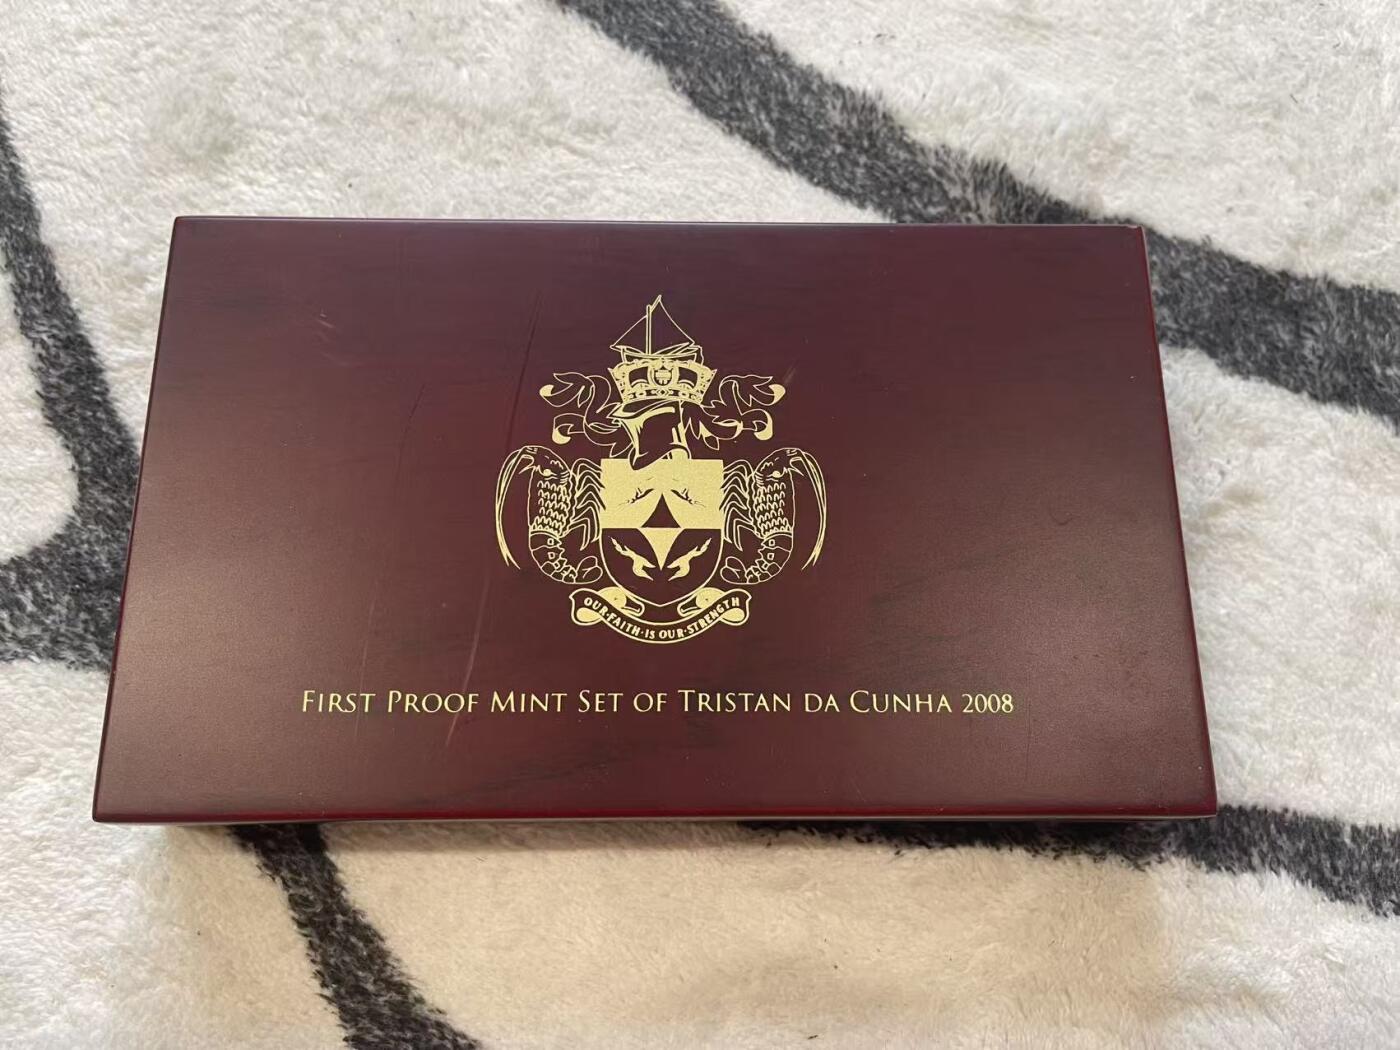 OUR·FAITH·IS OUR·STRENGTH
FIRST PROOF MINT SET OF TRISTAN DA CUNHA 2008